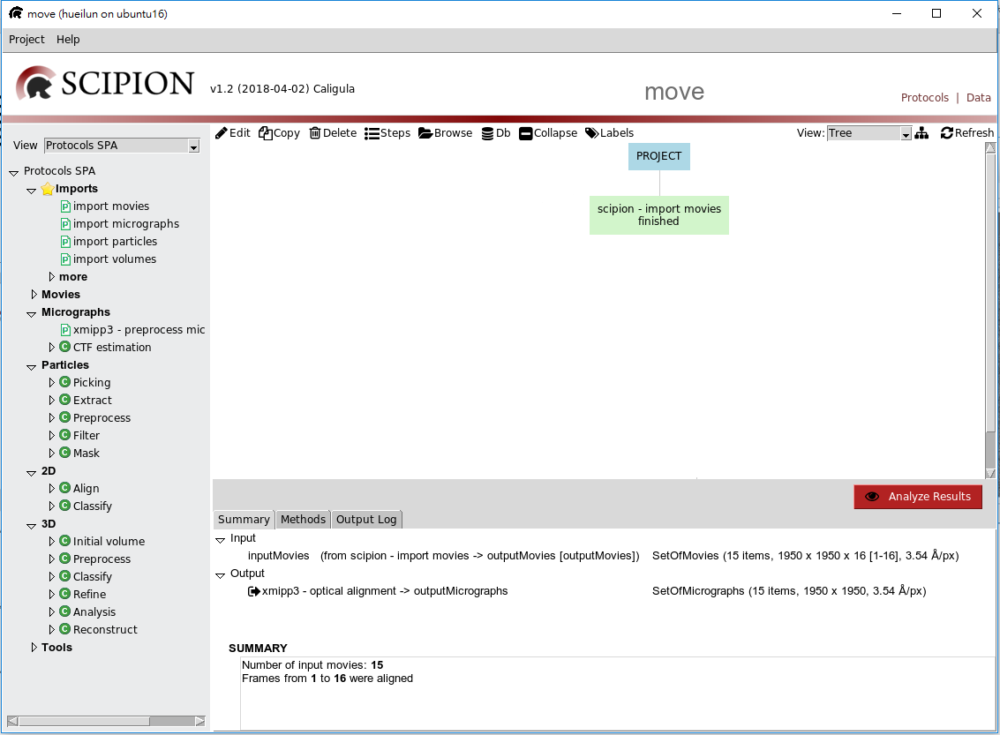 move (hueilun on ubuntu16)
Project Help
SCIPION v1.2 (2018-04-02) Caligula move Protocols | Data
View Protocols SPA
Protocols SPA
Imports
import movies
import micrographs
import particles
import volumes
more
Movies
Micrographs
xmipp3 - preprocess mic
CTF estimation
Particles
Picking
Extract
Preprocess
Filter
Mask
2D
Align
Classify
3D
Initial volume
Preprocess
Classify
Refine
Analysis
Reconstruct
Tools
Edit Copy Delete Steps Browse Db Collapse Labels View: Tree Refresh
PROJECT
scipion - import movies
finished
Analyze Results
Summary Methods Output Log
Input
inputMovies (from scipion - import movies -> outputMovies [outputMovies]) SetOfMovies (15 items, 1950 x 1950 x 16 [1-16], 3.54 Å/px)
Output
xmipp3 - optical alignment -> outputMicrographs SetOfMicrographs (15 items, 1950 x 1950, 3.54 Å/px)
SUMMARY
Number of input movies: 15
Frames from 1 to 16 were aligned